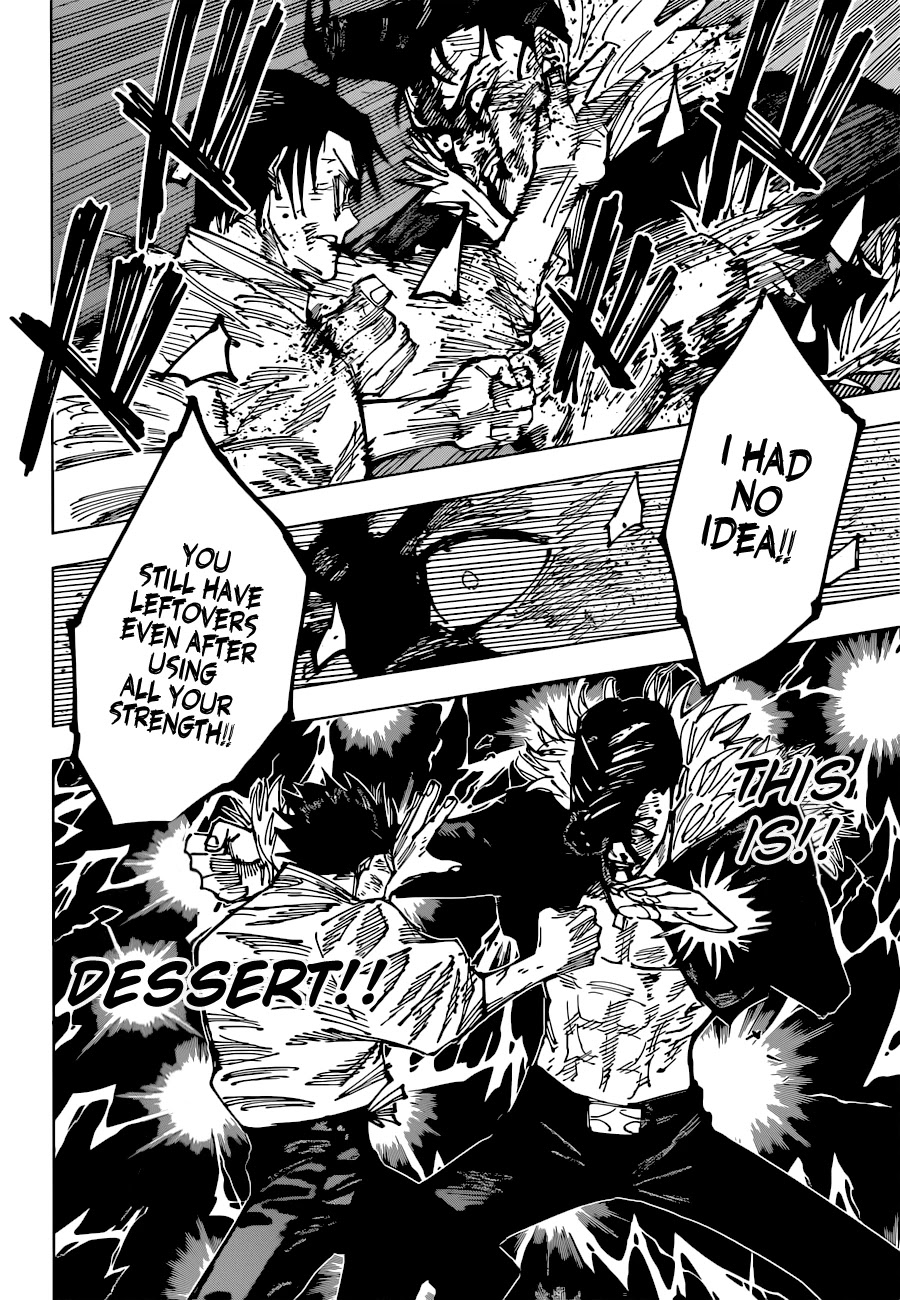 I HAD
NO
IDEA!!
YOU
STILL HAVE
LEFTOVERS
EVEN AFTER
USING
ALL YOUR
STRENGTH!!
THIS
IS!!
DESSERT!!